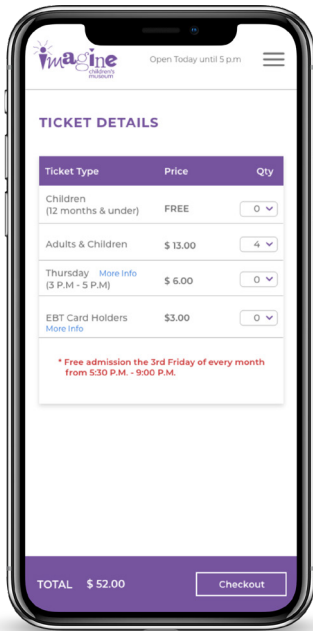 imagine
children's
museum
Open Today until 5 p.m
TICKET DETAILS
Ticket Type Price Qty
Children
(12 months & under) FREE 0
Adults & Children $ 13.00 4
Thursday More Info
(3 P.M - 5 P.M) $ 6.00 0
EBT Card Holders $3.00 0
More Info
* Free admission the 3rd Friday of every month
from 5:30 P.M. - 9:00 P.M.
TOTAL $ 52.00 Checkout